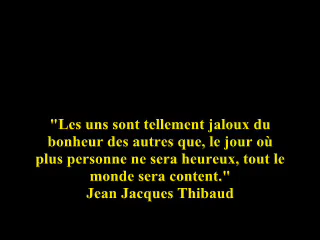 "Les uns sont tellement jaloux du
bonheur des autres que, le jour où
plus personne ne sera heureux, tout le
monde sera content."
Jean Jacques Thibaud